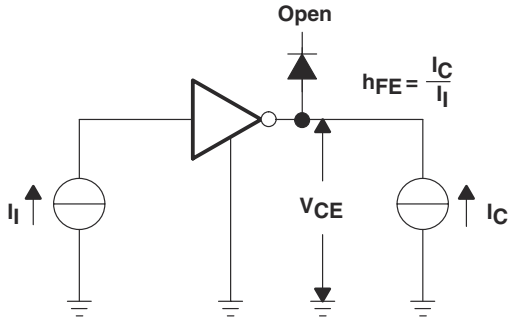 Open
hFE = IC
II
II
VCE
IC